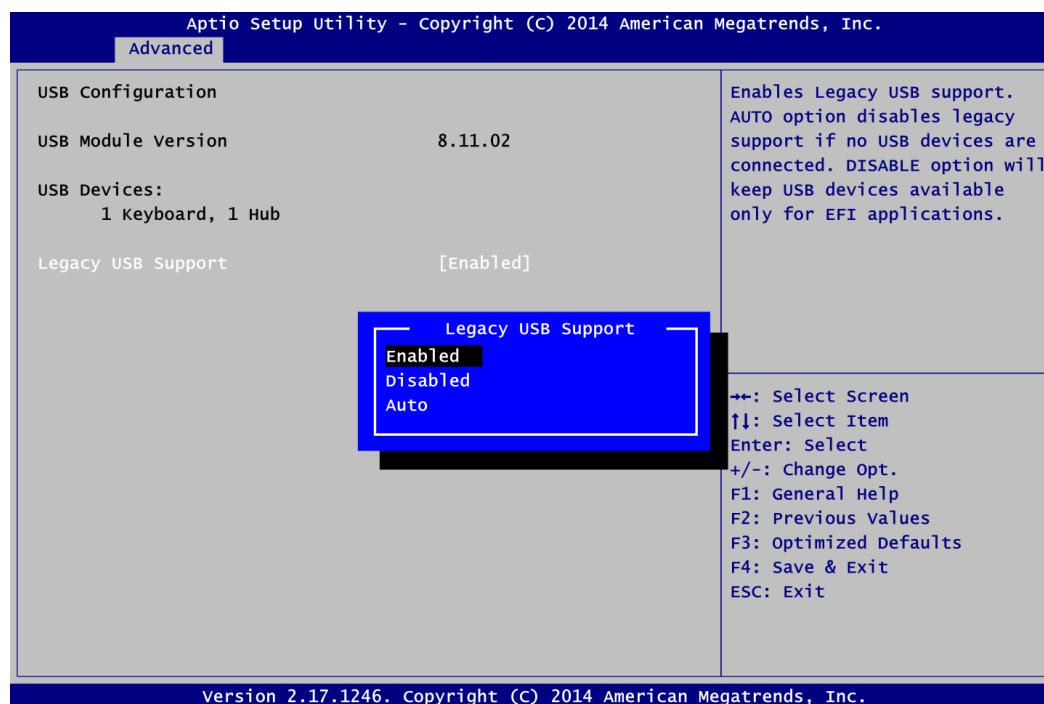 Aptio Setup Utility – Copyright (C) 2014 American Megatrends, Inc.
Advanced
USB Configuration
USB Module Version 8.11.02
USB Devices:
1 Keyboard, 1 Hub
Legacy USB Support [Enabled]
Legacy USB Support
Enabled
Disabled
Auto
Enables Legacy USB support.
AUTO option disables legacy
support if no USB devices are
connected. DISABLE option will
keep USB devices available
only for EFI applications.
→←: Select Screen
↑↓: Select Item
Enter: Select
+/-: Change Opt.
F1: General Help
F2: Previous Values
F3: Optimized Defaults
F4: Save & Exit
ESC: Exit
Version 2.17.1246. Copyright (C) 2014 American Megatrends, Inc.